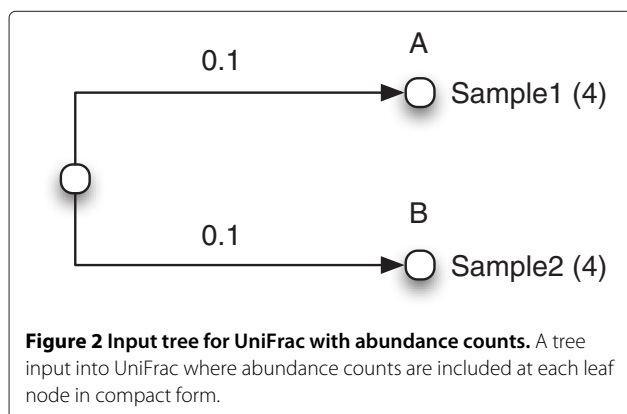 A
0.1
Sample1 (4)
B
0.1
Sample2 (4)
Figure 2 Input tree for UniFrac with abundance counts. A tree
input into UniFrac where abundance counts are included at each leaf
node in compact form.